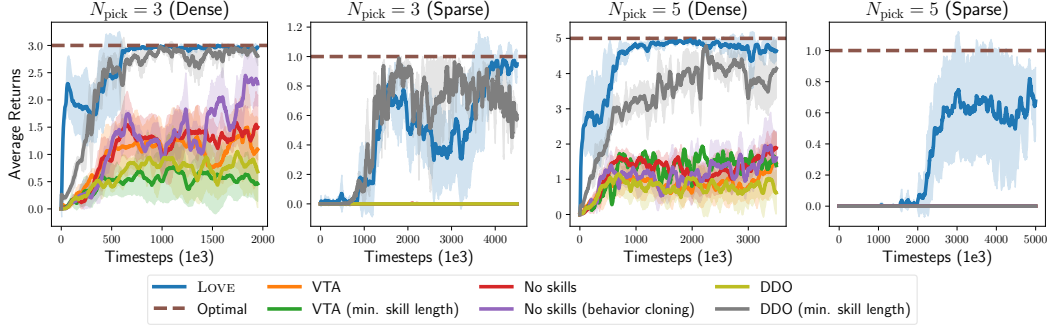 N_pick = 3 (Dense)
N_pick = 3 (Sparse)
N_pick = 5 (Dense)
N_pick = 5 (Sparse)
Average Returns
3.0
2.5
2.0
1.5
1.0
0.5
0.0
0 500 1000 1500 2000
Timesteps (1e3)
1.0
0.8
0.6
0.4
0.2
0.0
0 1000 2000 3000 4000
Timesteps (1e3)
5
4
3
2
1
0
0 1000 2000 3000
Timesteps (1e3)
1.0
0.8
0.6
0.4
0.2
0.0
0 1000 2000 3000 4000 5000
Timesteps (1e3)
LOVE VTA No skills DDO
Optimal VTA (min. skill length) No skills (behavior cloning) DDO (min. skill length)